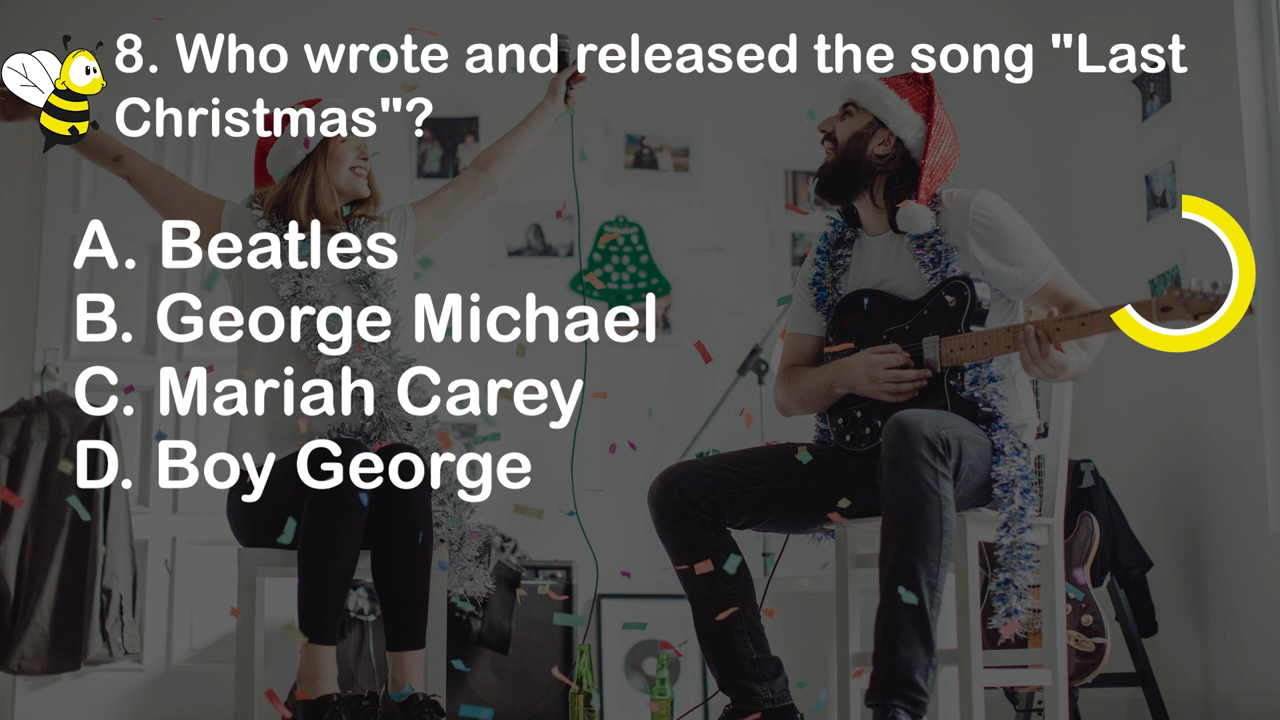 8. Who wrote and released the song "Last
Christmas"?
A. Beatles
B. George Michael
C. Mariah Carey
D. Boy George